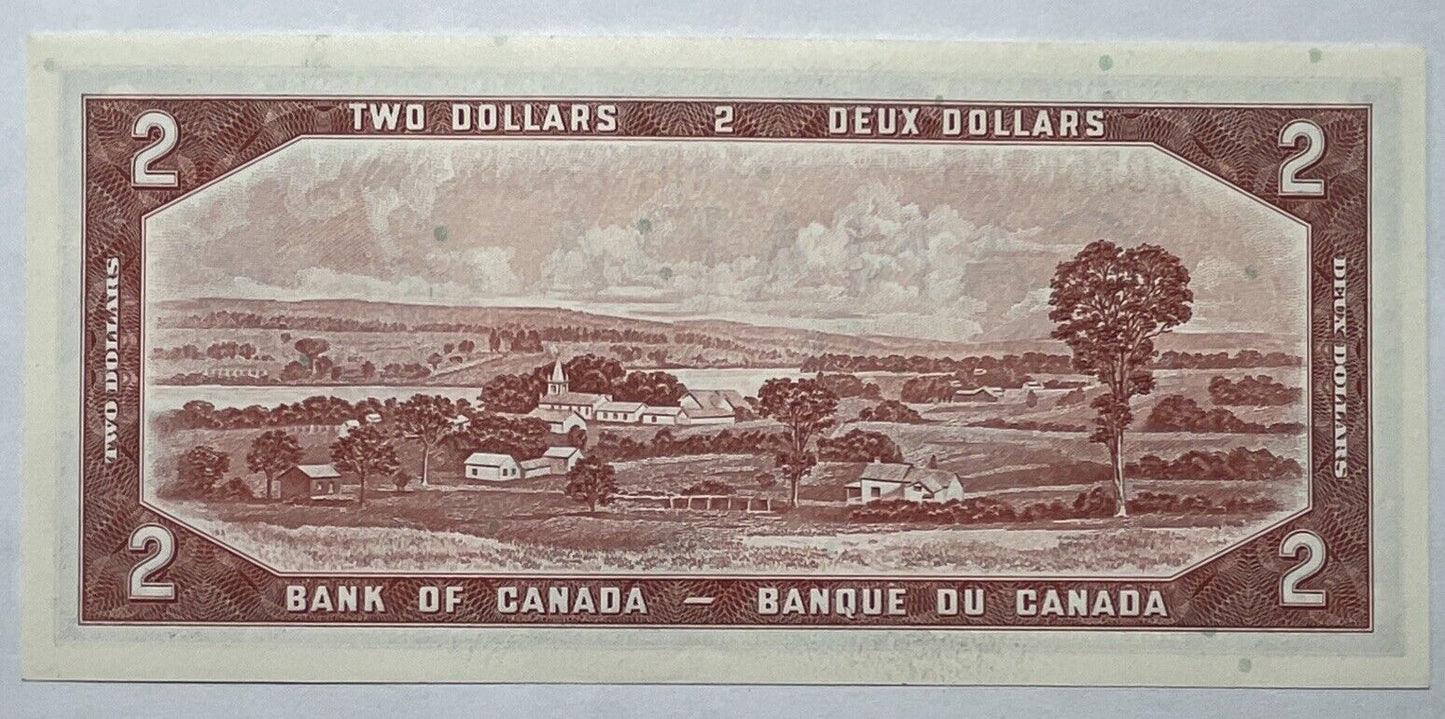 2 TWO DOLLARS 2 DEUX DOLLARS 2
TWO DOLLARS
DEUX DOLLARS
2 BANK OF CANADA — BANQUE DU CANADA 2